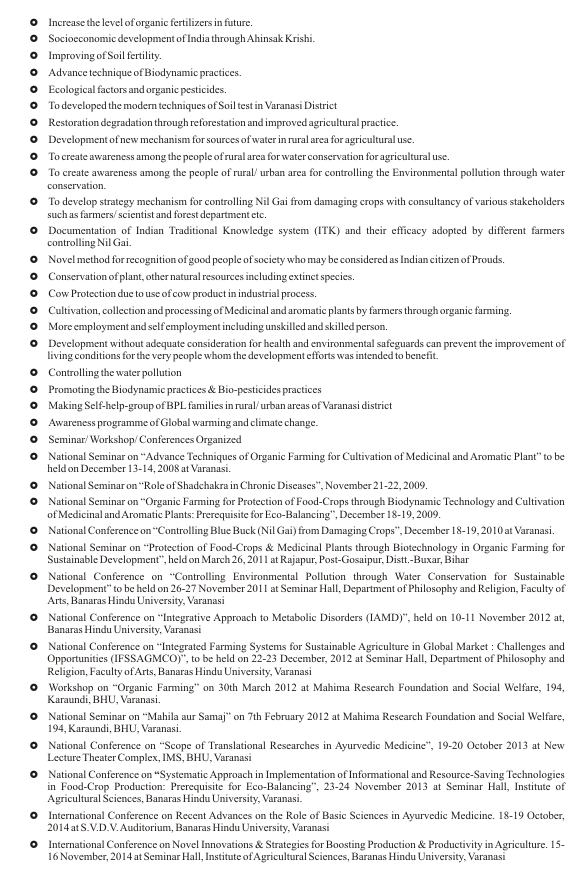 Increase the level of organic fertilizers in future.
Socioeconomic development of India through Ahinsak Krishi.
Improving of Soil fertility.
Advance technique of Biodynamic practices.
Ecological factors and organic pesticides.
To developed the modern techniques of Soil test in Varanasi District
Restoration degradation through reforestation and improved agricultural practice.
Development of new mechanism for sources of water in rural area for agricultural use.
To create awareness among the people of rural area for water conservation for agricultural use.
To create awareness among the people of rural/ urban area for controlling the Environmental pollution through water
conservation.
To develop strategy mechanism for controlling Nil Gai from damaging crops with consultancy of various stakeholders
such as farmers/ scientist and forest department etc.
Documentation of Indian Traditional Knowledge system (ITK) and their efficacy adopted by different farmers
controlling Nil Gai.
Novel method for recognition of good people of society who may be considered as Indian citizen of Prouds.
Conservation of plant, other natural resources including extinct species.
Cow Protection due to use of cow product in industrial process.
Cultivation, collection and processing of Medicinal and aromatic plants by farmers through organic farming.
More employment and self employment including unskilled and skilled person.
Development without adequate consideration for health and environmental safeguards can prevent the improvement of
living conditions for the very people whom the development efforts was intended to benefit.
Controlling the water pollution
Promoting the Biodynamic practices & Bio-pesticides practices
Making Self-help-group of BPL families in rural/ urban areas of Varanasi district
Awareness programme of Global warming and climate change.
Seminar/ Workshop/ Conferences Organized
National Seminar on “Advance Techniques of Organic Farming for Cultivation of Medicinal and Aromatic Plant” to be
held on December 13-14, 2008 at Varanasi.
National Seminar on “Role of Shadchakra in Chronic Diseases”, November 21-22, 2009.
National Seminar on “Organic Farming for Protection of Food-Crops through Biodynamic Technology and Cultivation
of Medicinal and Aromatic Plants: Prerequisite for Eco-Balancing”, December 18-19, 2009.
National Conference on “Controlling Blue Buck (Nil Gai) from Damaging Crops”, December 18-19, 2010 at Varanasi.
National Seminar on “Protection of Food-Crops & Medicinal Plants through Biotechnology in Organic Farming for
Sustainable Development”, held on March 26, 2011 at Rajapur, Post-Gosaipur, Distt.-Buxar, Bihar
National Conference on “Controlling Environmental Pollution through Water Conservation for Sustainable
Development” to be held on 26-27 November 2011 at Seminar Hall, Department of Philosophy and Religion, Faculty of
Arts, Banaras Hindu University, Varanasi
National Conference on “Integrative Approach to Metabolic Disorders (IAMD)”, held on 10-11 November 2012 at,
Banaras Hindu University, Varanasi
National Conference on “Integrated Farming Systems for Sustainable Agriculture in Global Market : Challenges and
Opportunities (IFSSAGMCO)”, to be held on 22-23 December, 2012 at Seminar Hall, Department of Philosophy and
Religion, Faculty of Arts, Banaras Hindu University, Varanasi
Workshop on “Organic Farming” on 30th March 2012 at Mahima Research Foundation and Social Welfare, 194,
Karaundi, BHU, Varanasi.
National Seminar on “Mahila aur Samaj” on 7th February 2012 at Mahima Research Foundation and Social Welfare,
194, Karaundi, BHU, Varanasi.
National Conference on “Scope of Translational Researches in Ayurvedic Medicine”, 19-20 October 2013 at New
Lecture Theater Complex, IMS, BHU, Varanasi
National Conference on “Systematic Approach in Implementation of Informational and Resource-Saving Technologies
in Food-Crop Production: Prerequisite for Eco-Balancing”, 23-24 November 2013 at Seminar Hall, Institute of
Agricultural Sciences, Banaras Hindu University, Varanasi.
International Conference on Recent Advances on the Role of Basic Sciences in Ayurvedic Medicine. 18-19 October,
2014 at S.V.D.V. Auditorium, Banaras Hindu University, Varanasi
International Conference on Novel Innovations & Strategies for Boosting Production & Productivity in Agriculture. 15-
16 November, 2014 at Seminar Hall, Institute of Agricultural Sciences, Baranas Hindu University, Varanasi